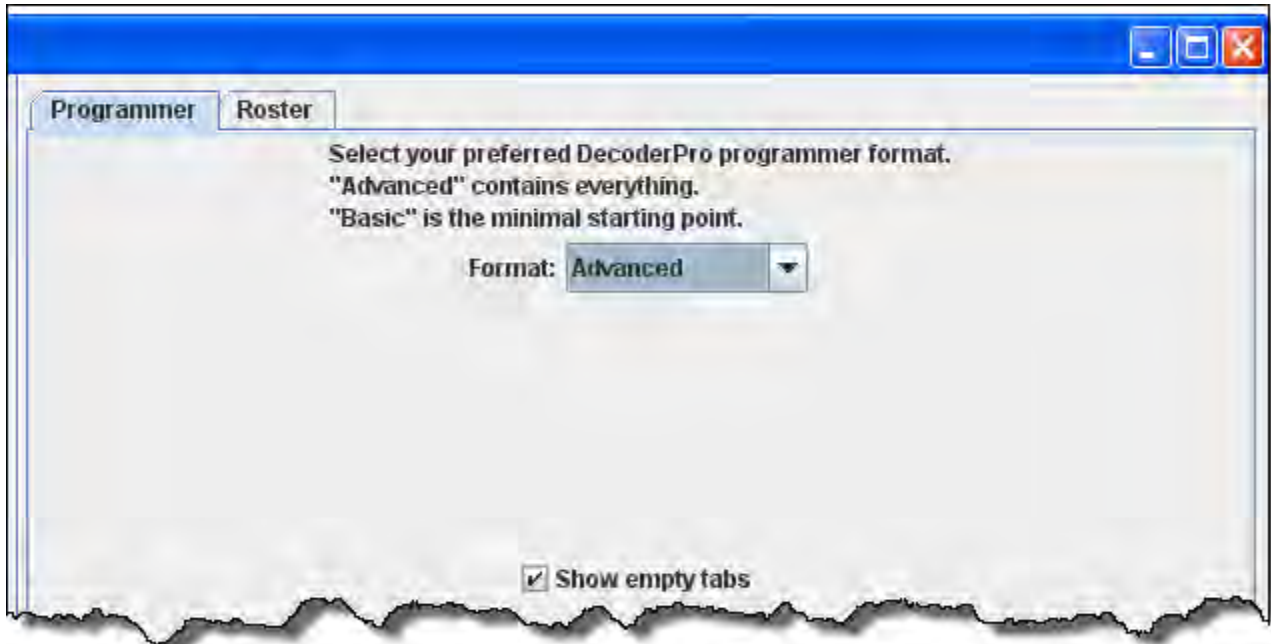 Programmer
Roster
Select your preferred DecoderPro programmer format.
"Advanced" contains everything.
"Basic" is the minimal starting point.
Format: Advanced
Show empty tabs